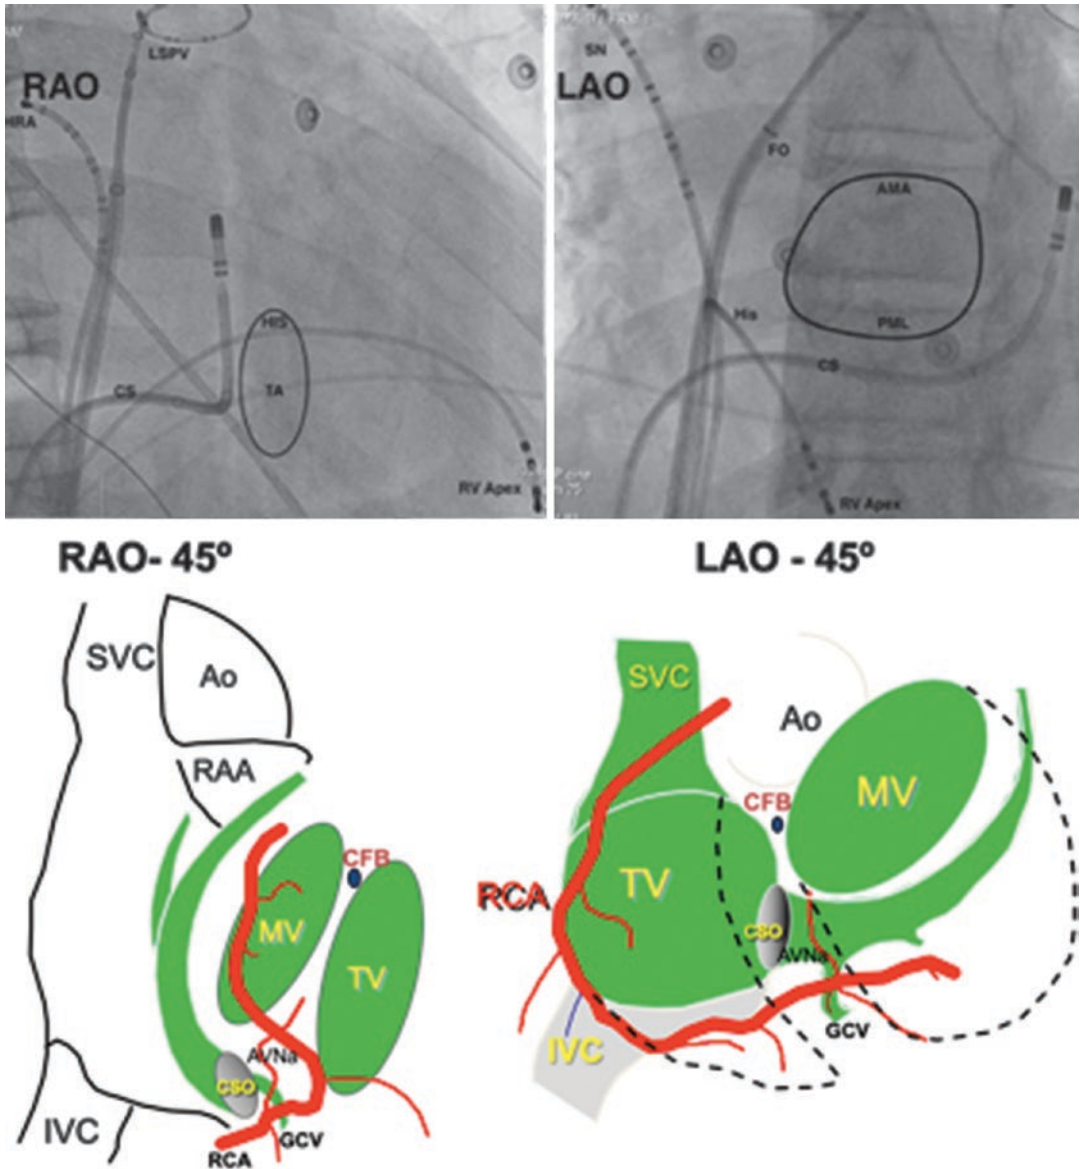 LSPV
RAO
HRA
HIS
TA
CS
RV Apex
SN
LAO
FO
AMA
His
PML
CS
RV Apex
RAO- 45º
SVC
Ao
RAA
CFB
MV
TV
AVNa
CSO
IVC
GCV
RCA
LAO - 45º
SVC
Ao
CFB
MV
TV
RCA
CSO
AVNa
GCV
IVC